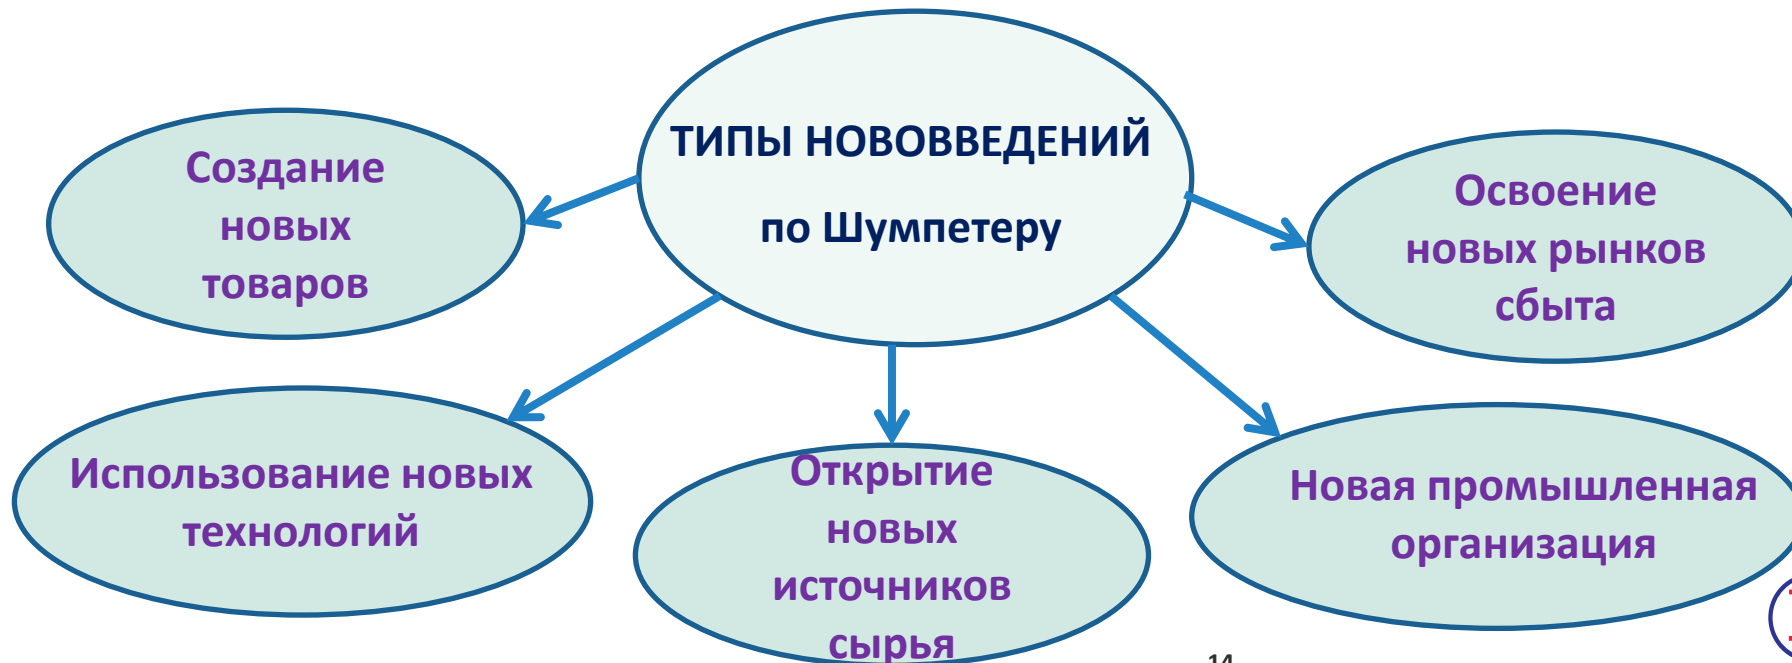 ТИПЫ НОВОВВЕДЕНИЙ
по Шумпетеру
Создание
новых
товаров
Освоение
новых рынков
сбыта
Использование новых
технологий
Открытие
новых
источников
сырья
Новая промышленная
организация
14